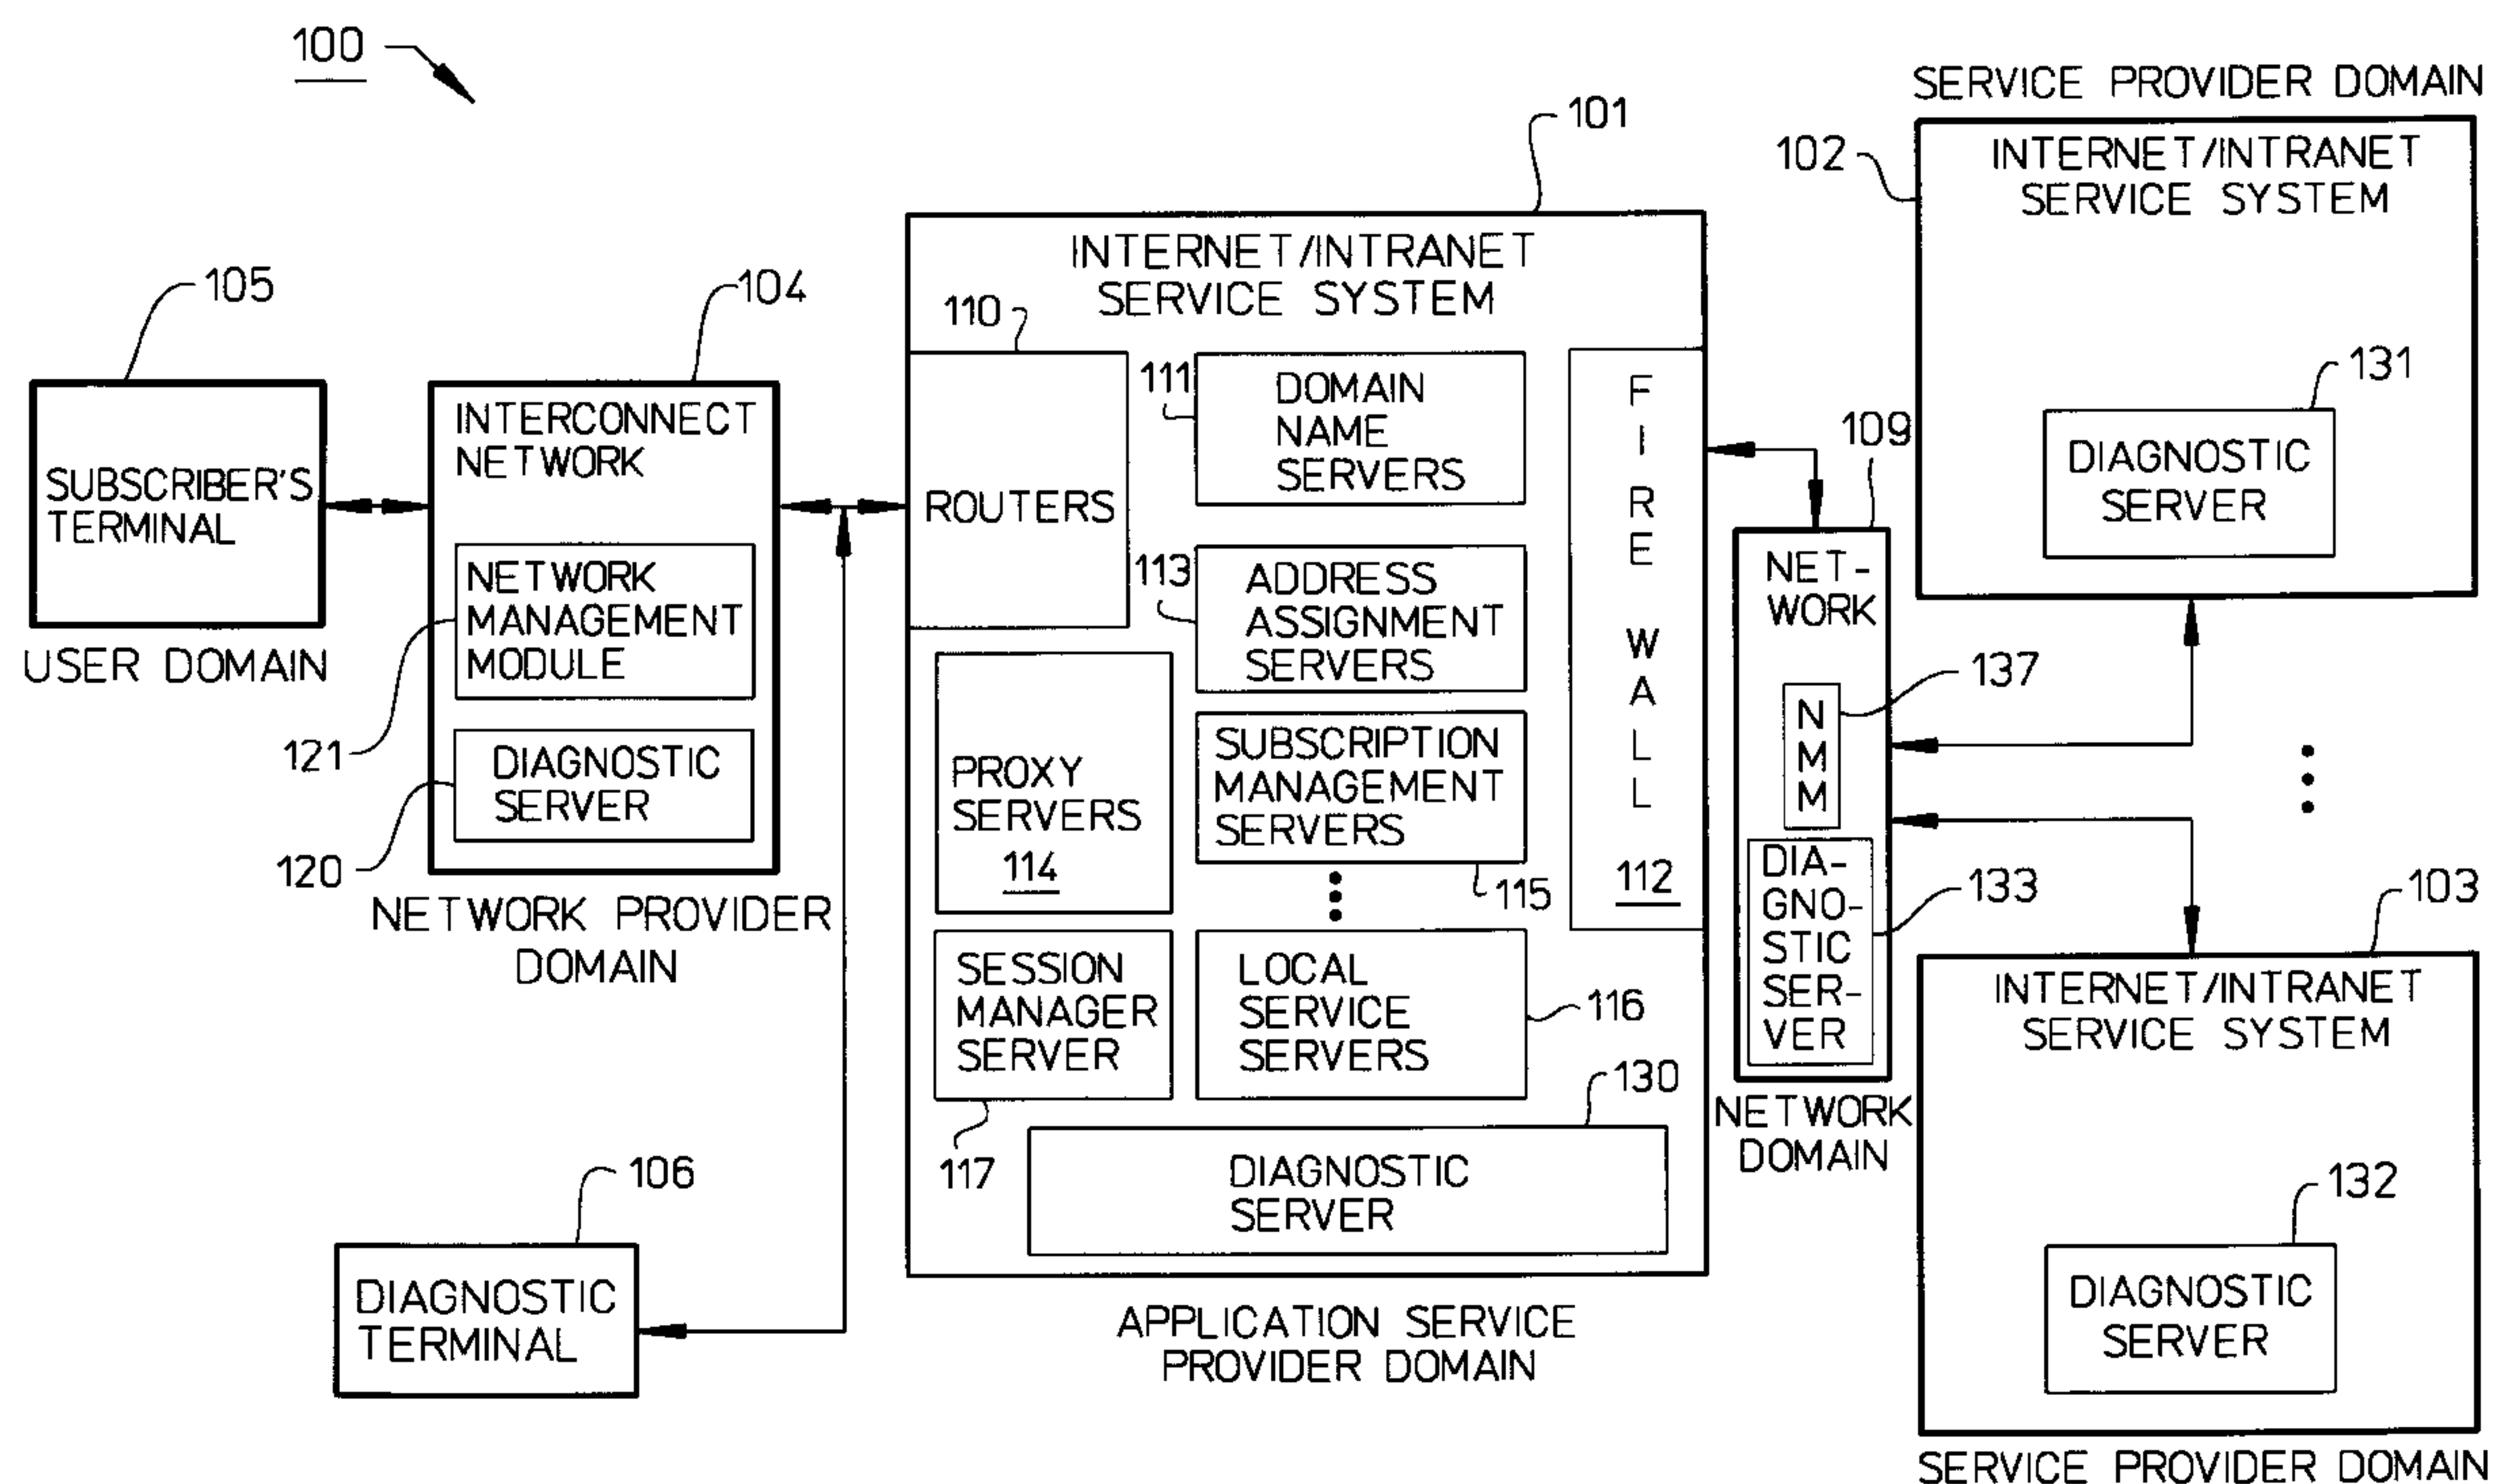 100
SERVICE PROVIDER DOMAIN
101
102
INTERNET/INTRANET
SERVICE SYSTEM
131
DIAGNOSTIC
SERVER
105
SUBSCRIBER'S
TERMINAL
USER DOMAIN
104
INTERCONNECT
NETWORK
NETWORK
MANAGEMENT
MODULE
121
DIAGNOSTIC
SERVER
120
NETWORK PROVIDER
DOMAIN
106
DIAGNOSTIC
TERMINAL
INTERNET/INTRANET
SERVICE SYSTEM
110
ROUTERS
111
DOMAIN
NAME
SERVERS
113
ADDRESS
ASSIGNMENT
SERVERS
PROXY
SERVERS
114
SUBSCRIPTION
MANAGEMENT
SERVERS
115
FIRE WALL
112
SESSION
MANAGER
SERVER
117
LOCAL
SERVICE
SERVERS
116
130
DIAGNOSTIC
SERVER
APPLICATION SERVICE
PROVIDER DOMAIN
109
NET-
WORK
137
NMM
133
DIA-
GNO-
STIC
SER-
VER
NETWORK
DOMAIN
103
INTERNET/INTRANET
SERVICE SYSTEM
132
DIAGNOSTIC
SERVER
SERVICE PROVIDER DOMAIN